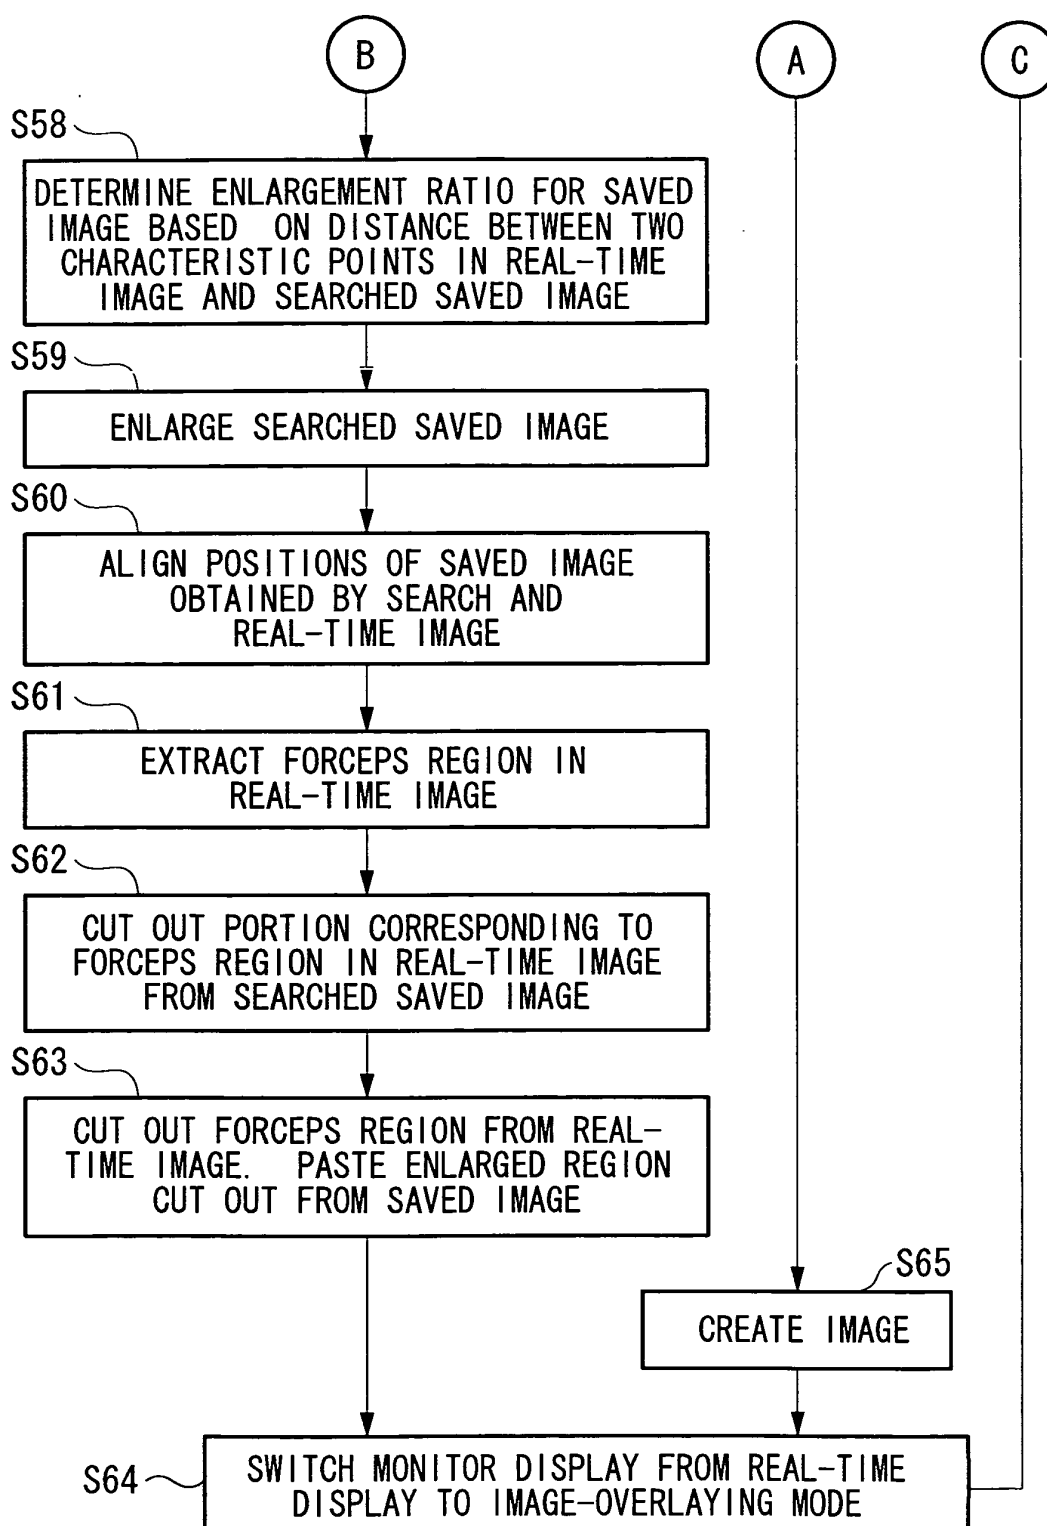 B
A
C
S58
DETERMINE ENLARGEMENT RATIO FOR SAVED
IMAGE BASED ON DISTANCE BETWEEN TWO
CHARACTERISTIC POINTS IN REAL-TIME
IMAGE AND SEARCHED SAVED IMAGE
S59
ENLARGE SEARCHED SAVED IMAGE
S60
ALIGN POSITIONS OF SAVED IMAGE
OBTAINED BY SEARCH AND
REAL-TIME IMAGE
S61
EXTRACT FORCEPS REGION IN
REAL-TIME IMAGE
S62
CUT OUT PORTION CORRESPONDING TO
FORCEPS REGION IN REAL-TIME IMAGE
FROM SEARCHED SAVED IMAGE
S63
CUT OUT FORCEPS REGION FROM REAL-
TIME IMAGE. PASTE ENLARGED REGION
CUT OUT FROM SAVED IMAGE
S65
CREATE IMAGE
S64
SWITCH MONITOR DISPLAY FROM REAL-TIME
DISPLAY TO IMAGE-OVERLAYING MODE